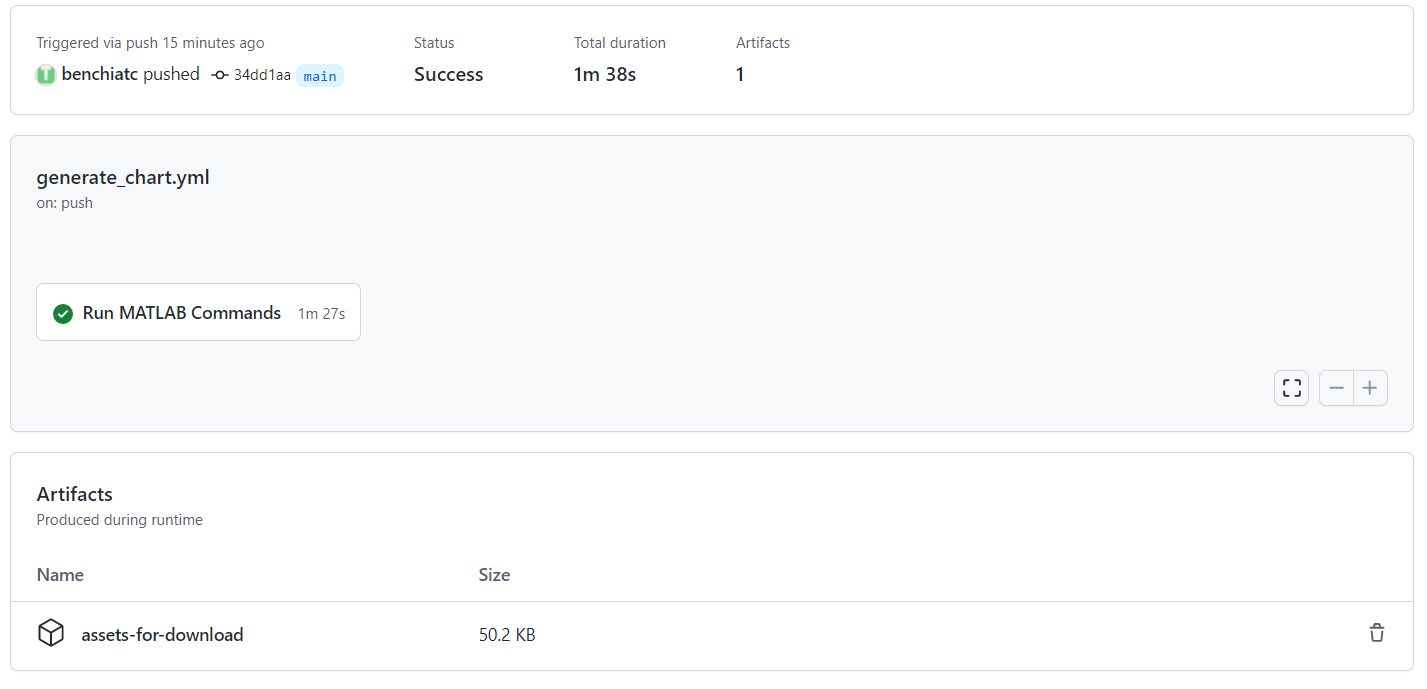 Triggered via push 15 minutes ago
Status
Total duration
Artifacts
benchiatc pushed 34dd1aa main
Success
1m 38s
1
generate_chart.yml
on: push
Run MATLAB Commands 1m 27s
Artifacts
Produced during runtime
Name Size
assets-for-download 50.2 KB